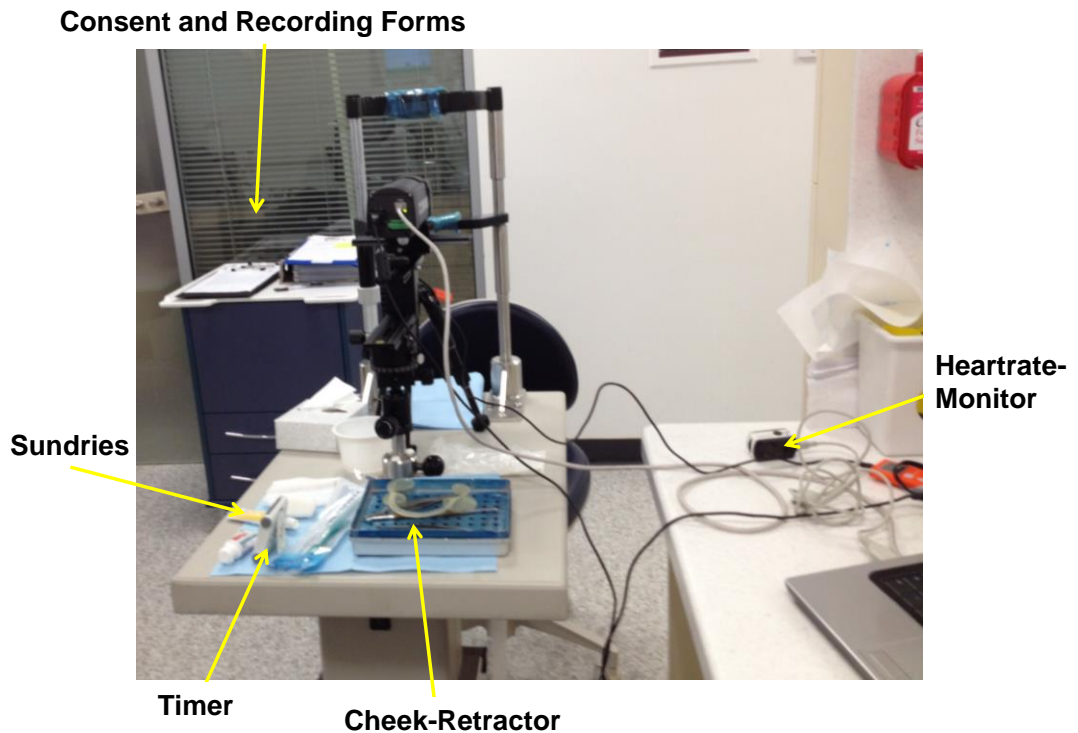 Consent and Recording Forms
Heartrate-
Monitor
Sundries
Timer
Cheek-Retractor